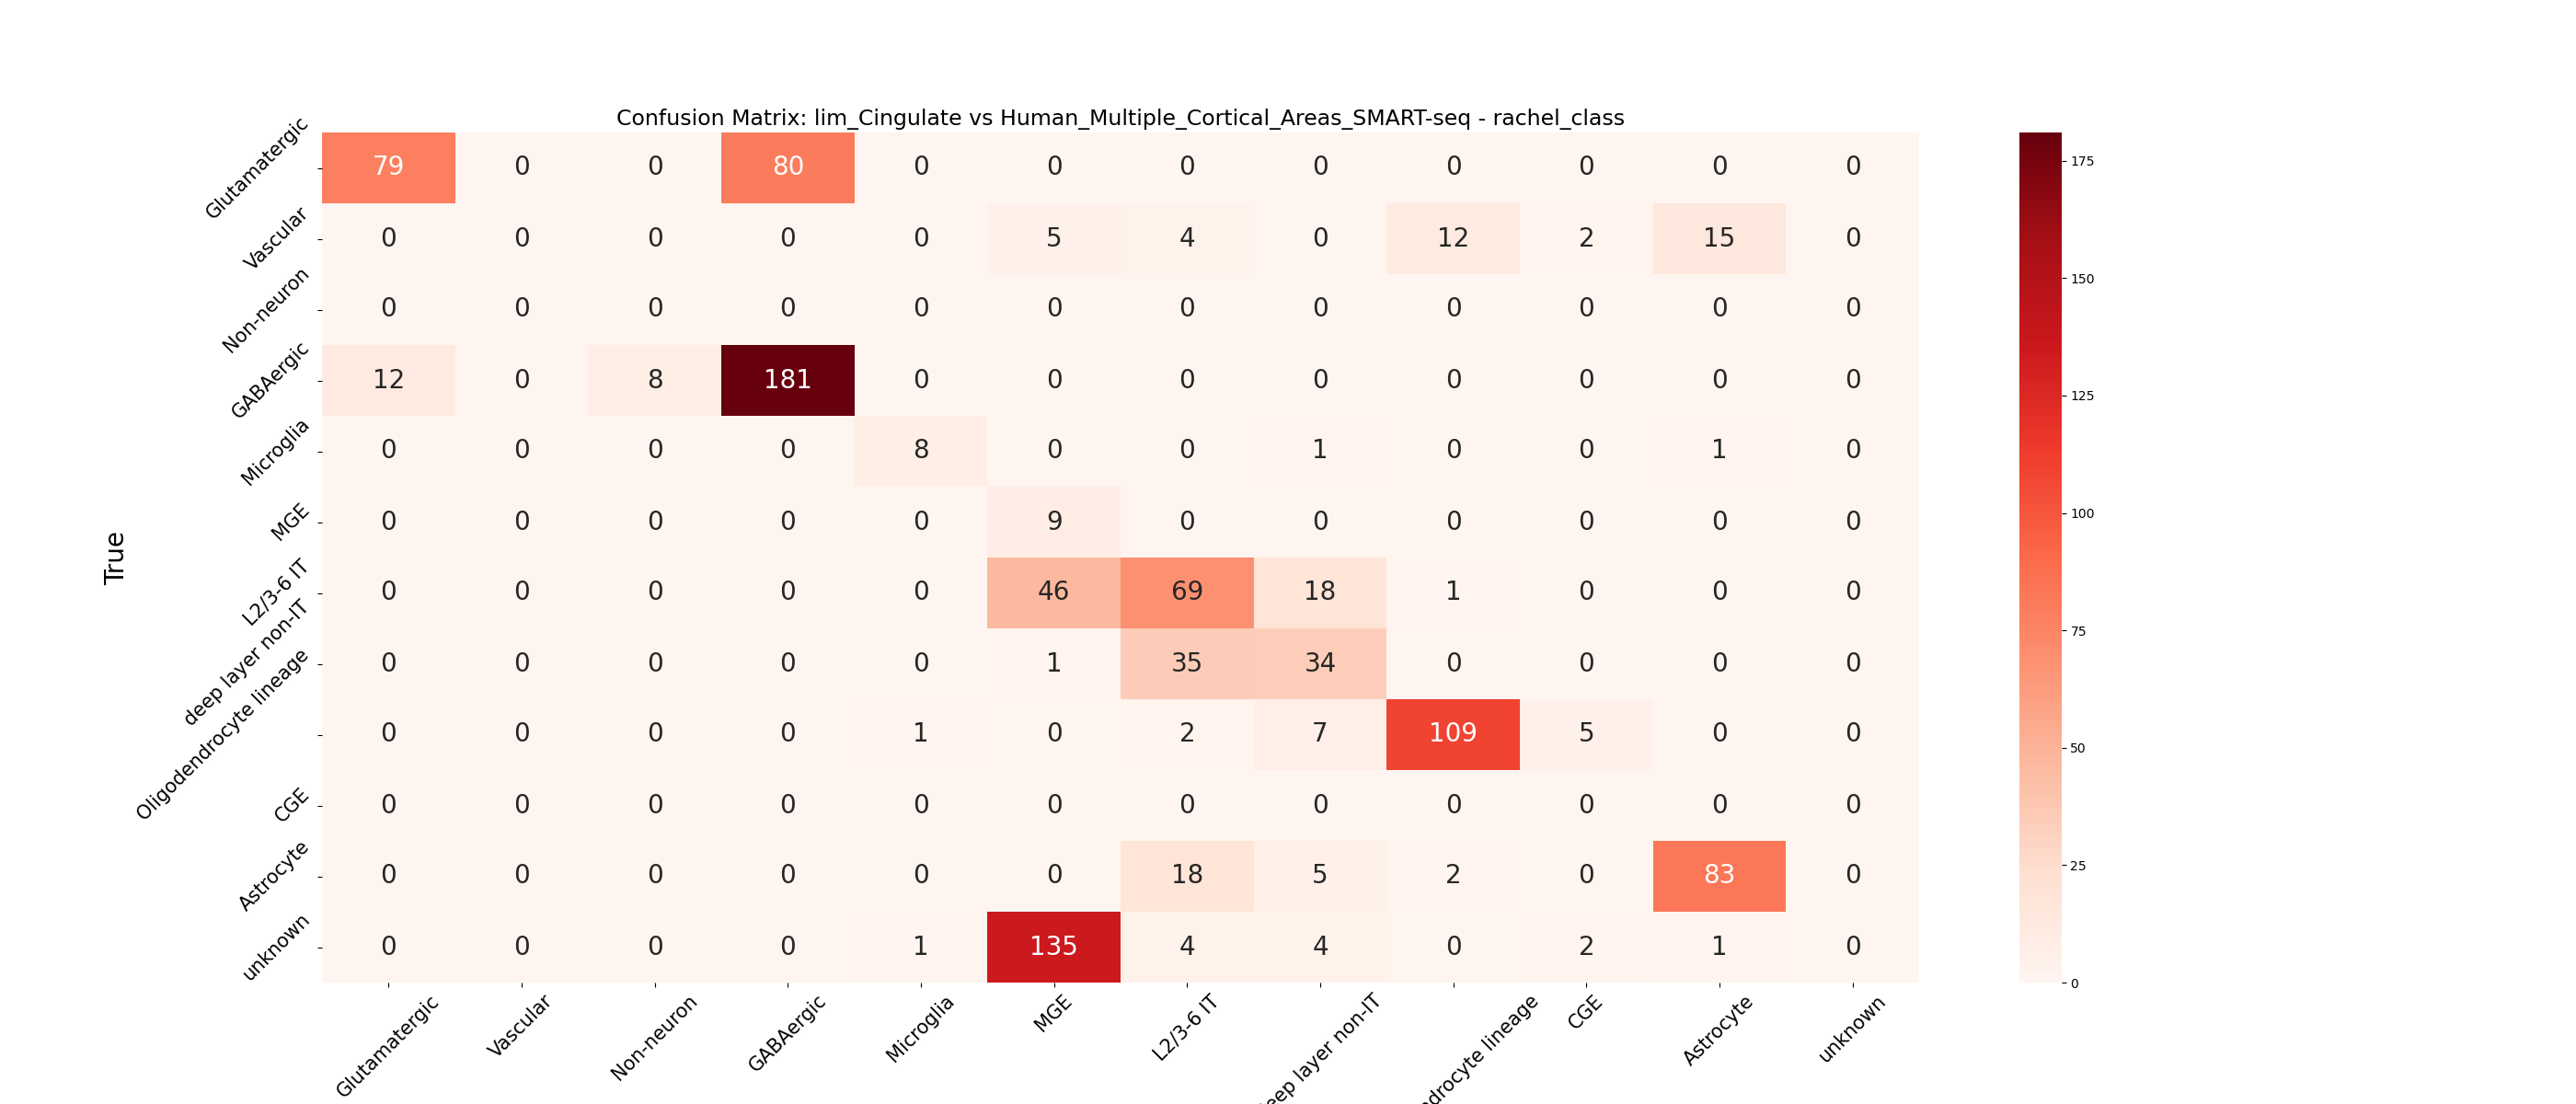 Confusion Matrix: lim_Cingulate vs Human_Multiple_Cortical_Areas_SMART-seq - rachel_class
Glutamatergic 79 0 0 80 0 0 0 0 0 0 0 0
Vascular 0 0 0 0 0 5 4 0 12 2 15 0
Non-neuron 0 0 0 0 0 0 0 0 0 0 0 0
GABAergic 12 0 8 181 0 0 0 0 0 0 0 0
Microglia 0 0 0 0 8 0 0 1 0 0 1 0
MGE 0 0 0 0 0 9 0 0 0 0 0 0
L2/3-6 IT 0 0 0 0 0 46 69 18 1 0 0 0
deep layer non-IT 0 0 0 0 0 1 35 34 0 0 0 0
Oligodendrocyte lineage 0 0 0 0 1 0 2 7 109 5 0 0
CGE 0 0 0 0 0 0 0 0 0 0 0 0
Astrocyte 0 0 0 0 0 0 18 5 2 0 83 0
unknown 0 0 0 0 1 135 4 4 0 2 1 0
True
Glutamatergic Vascular Non-neuron GABAergic Microglia MGE L2/3-6 IT eep layer non-IT drocyte lineage CGE Astrocyte unknown
175
150
125
100
75
50
25
0